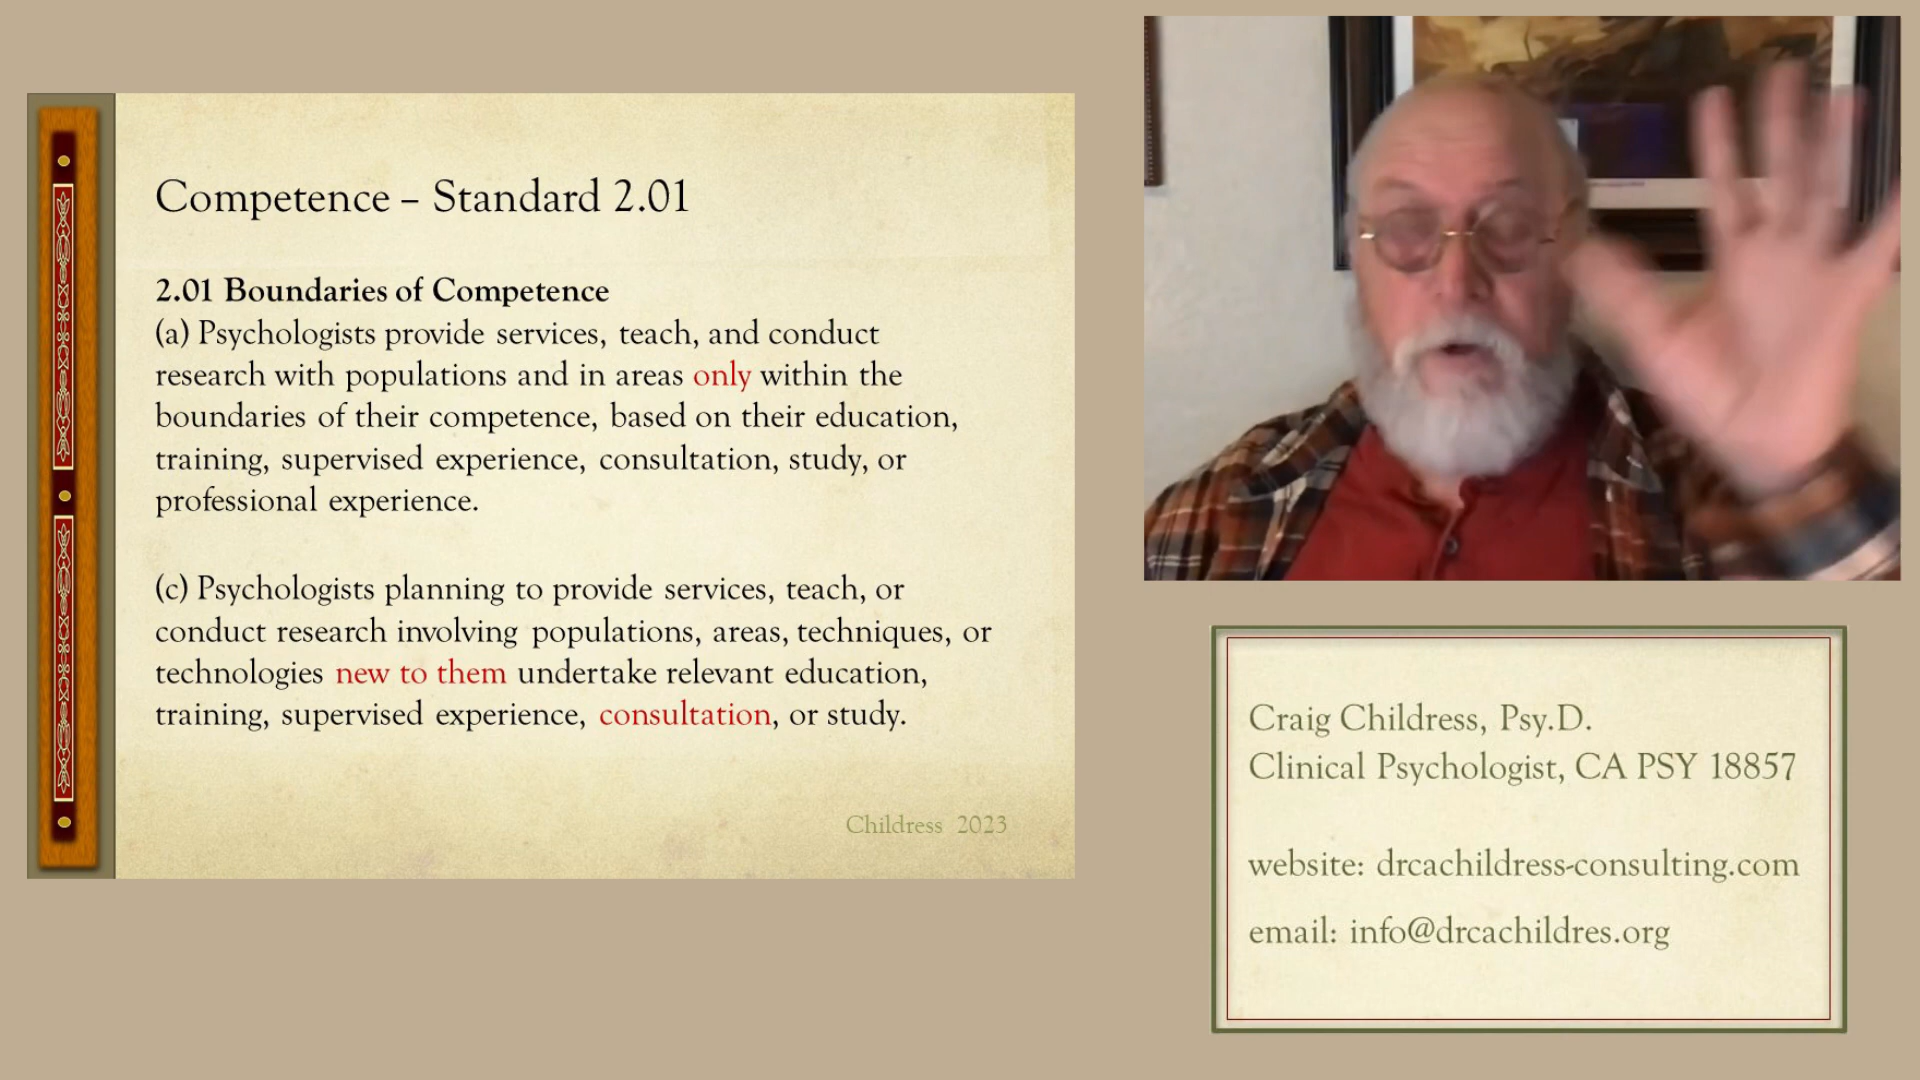 Competence – Standard 2.01
2.01 Boundaries of Competence
(a) Psychologists provide services, teach, and conduct
research with populations and in areas only within the
boundaries of their competence, based on their education,
training, supervised experience, consultation, study, or
professional experience.
(c) Psychologists planning to provide services, teach, or
conduct research involving populations, areas, techniques, or
technologies new to them undertake relevant education,
training, supervised experience, consultation, or study.
Childress 2023
Craig Childress, Psy.D.
Clinical Psychologist, CA PSY 18857
website: drcachildress-consulting.com
email: info@drcachildres.org